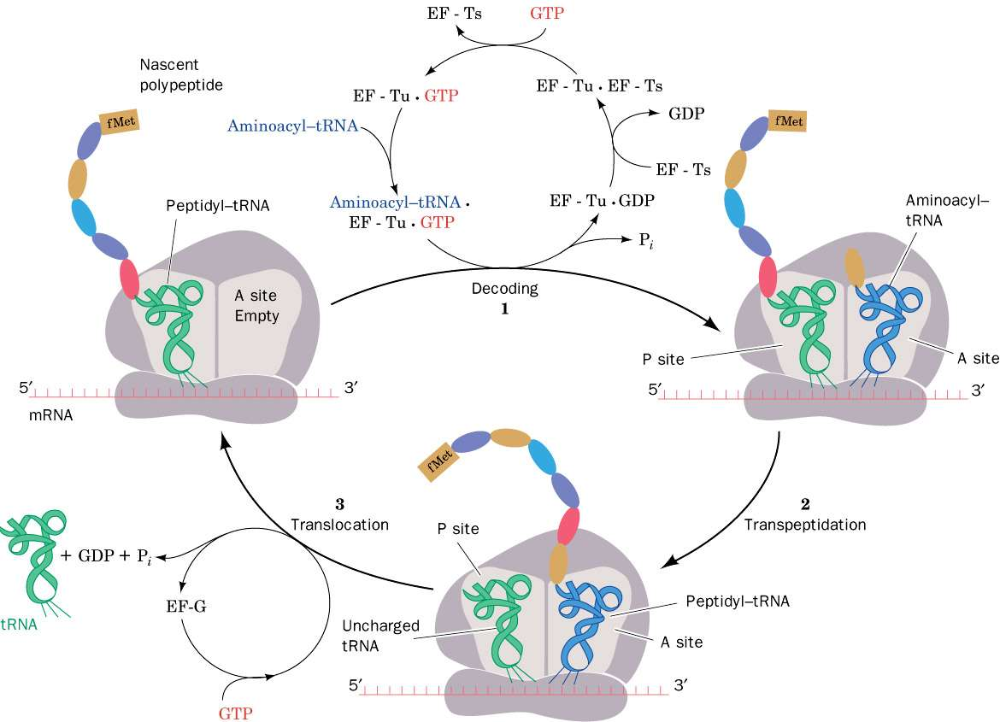 EF - Ts
GTP
Nascent
polypeptide
EF - Tu · GTP
EF - Tu · EF - Ts
GDP
fMet
fMet
Aminoacyl–tRNA
EF - Ts
Peptidyl–tRNA
Aminoacyl–tRNA ·
EF - Tu · GTP
EF - Tu · GDP
Aminoacyl–
tRNA
Pi
Decoding
1
A site
Empty
P site
A site
5′
3′
mRNA
5′
3′
fMet
3
Translocation
2
Transpeptidation
P site
+ GDP + Pi
EF-G
tRNA
Uncharged
tRNA
Peptidyl–tRNA
A site
5′
3′
GTP